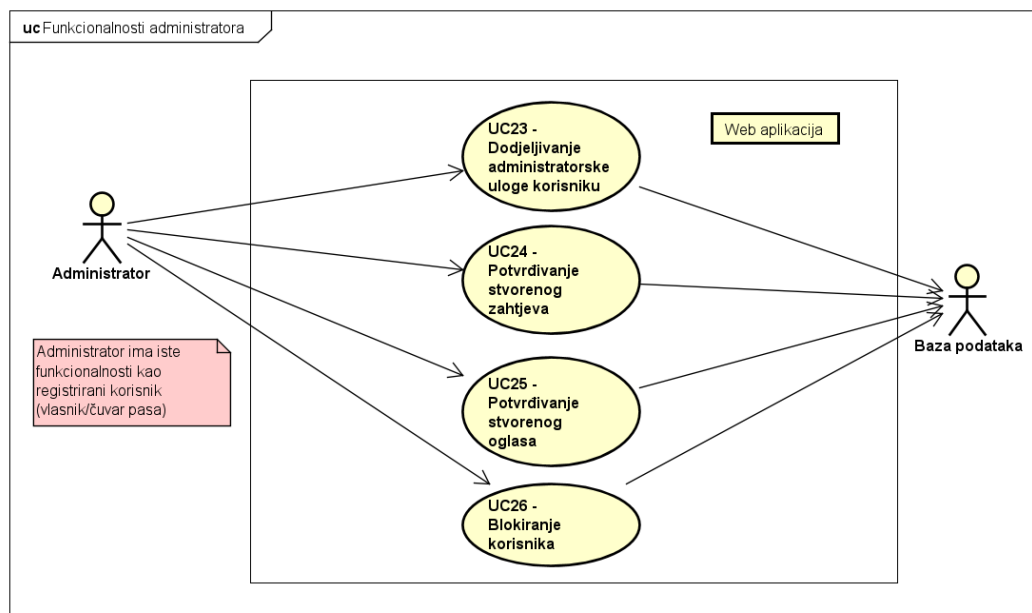 uc Funkcionalnosti administratora
Web aplikacija
UC23 -
Dodjeljivanje
administratorske
uloge korisniku
UC24 -
Potvrđivanje
stvorenog
zahtjeva
Administrator
Baza podataka
Administrator ima iste
funkcionalnosti kao
registrirani korisnik
(vlasnik/čuvar pasa)
UC25 -
Potvrđivanje
stvorenog
oglasa
UC26 -
Blokiranje
korisnika